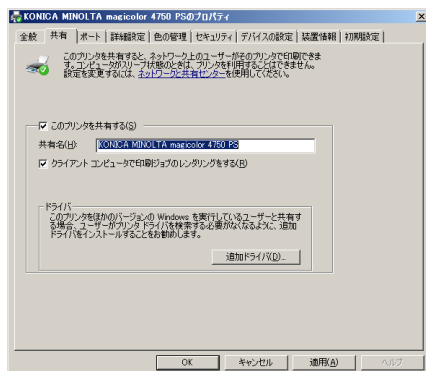 KONICA MINOLTA magicolor 4750 PSのプロパティ
全般 共有 ポート 詳細設定 色の管理 セキュリティ デバイスの設定 装置情報 初期設定
このプリンタを共有すると、ネットワーク上のユーザーがそのプリンタで印刷できま
す。コンピュータがスリープ状態のときは、プリンタを利用することはできません。
設定を変更するには、ネットワークと共有センターを使用してください。
このプリンタを共有する(S)
共有名(H): KONICA MINOLTA magicolor 4750 PS
クライアント コンピュータで印刷ジョブのレンダリングをする(R)
ドライバ
このプリンタをほかのバージョンの Windows を実行しているユーザーと共有す
る場合、ユーザーがプリンタ ドライバを検索する必要がなくなるように、追加
ドライバをインストールすることをお勧めします。
追加ドライバ(D)...
OK キャンセル 適用(A) ヘルプ